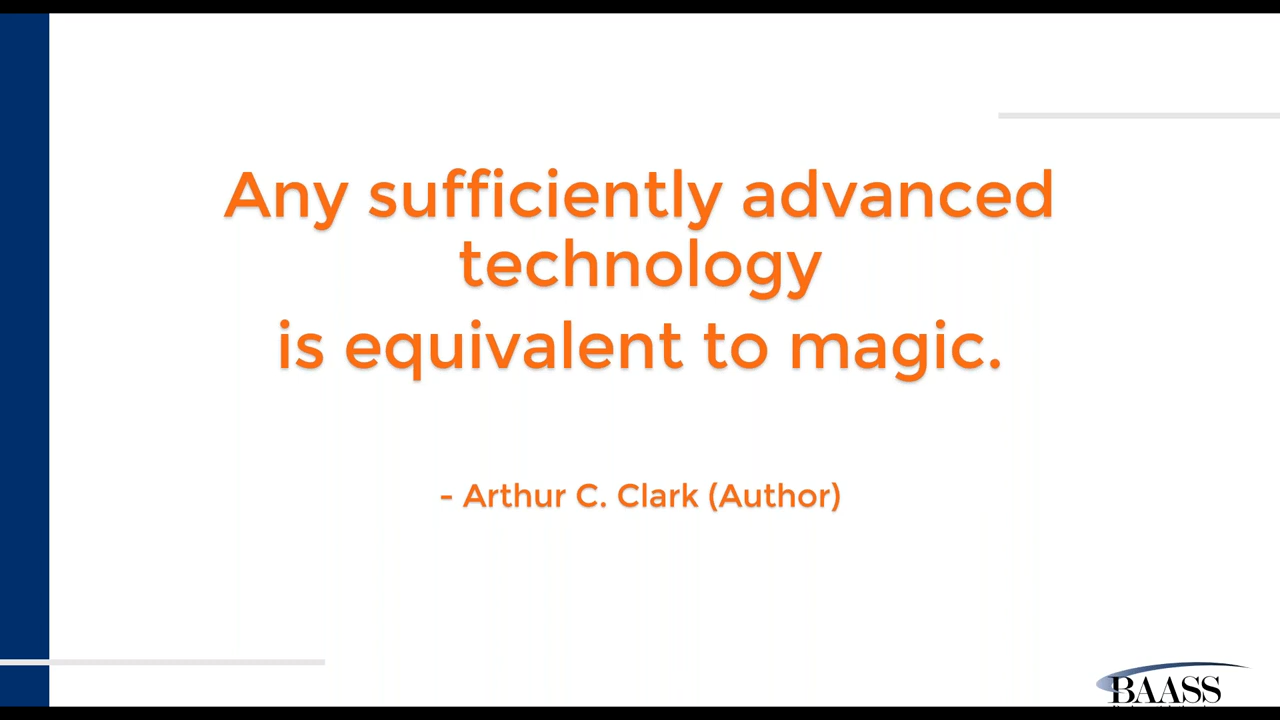 Any sufficiently advanced
technology
is equivalent to magic.
- Arthur C. Clark (Author)
BAASS